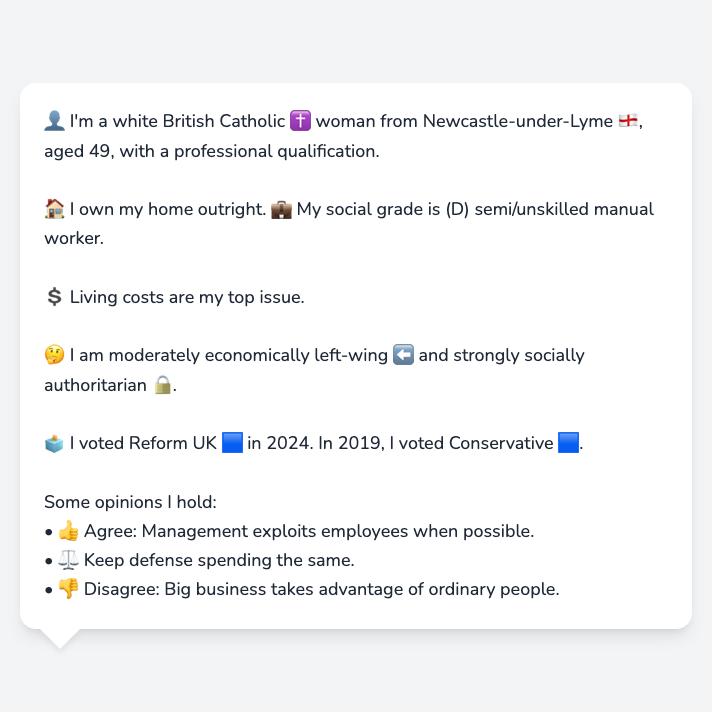 👤 I'm a white British Catholic ✝️ woman from Newcastle-under-Lyme 🏴󠁧󠁢󠁥󠁮󠁧󠁿,
aged 49, with a professional qualification.
🏠 I own my home outright. 💼 My social grade is (D) semi/unskilled manual
worker.
💲 Living costs are my top issue.
🤔 I am moderately economically left-wing ⬅️ and strongly socially
authoritarian 🔒.
🗳️ I voted Reform UK 🟦 in 2024. In 2019, I voted Conservative 🟦.
Some opinions I hold:
• 👍 Agree: Management exploits employees when possible.
• ⚖️ Keep defense spending the same.
• 👎 Disagree: Big business takes advantage of ordinary people.